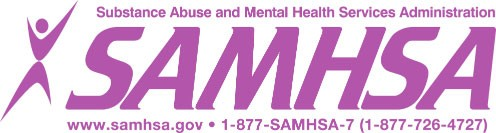 Substance Abuse and Mental Health Services Administration
SAMHSA
www.samhsa.gov • 1-877-SAMHSA-7 (1-877-726-4727)